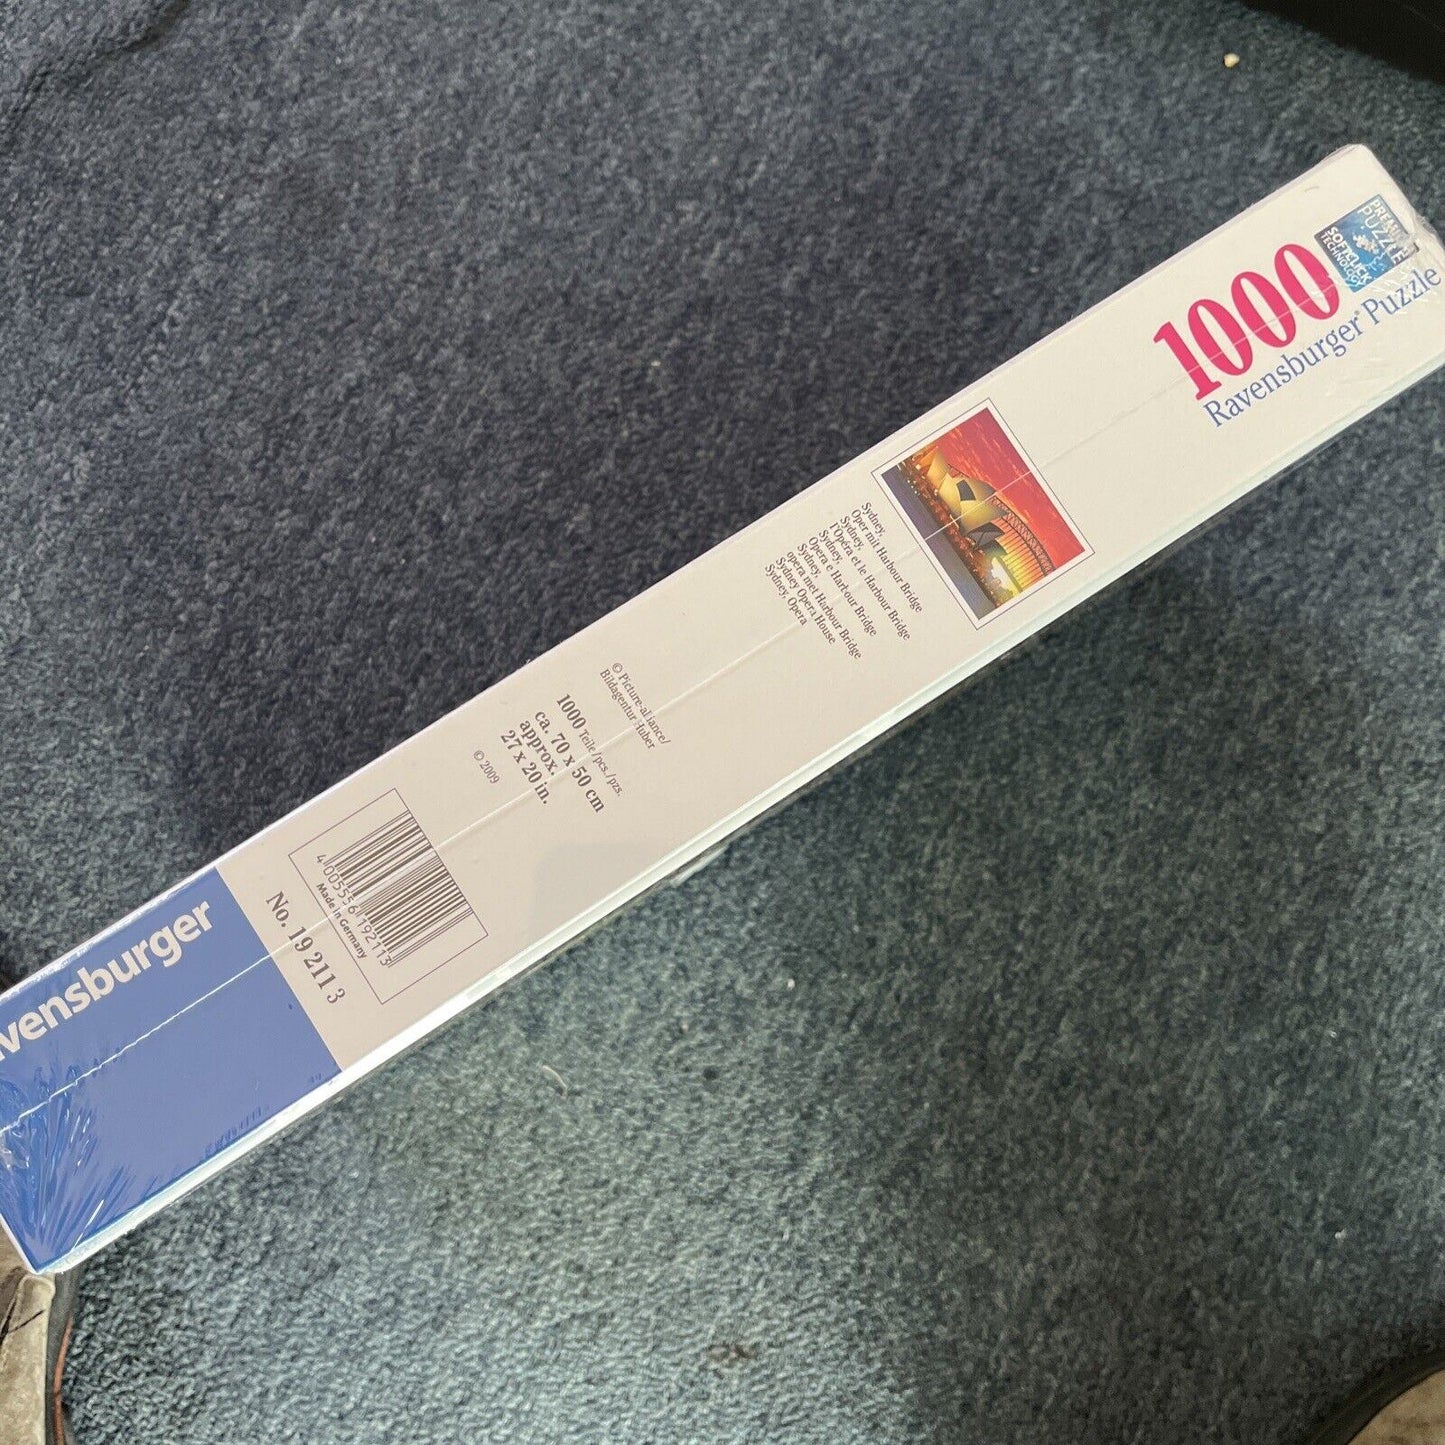 PREMIUM
PUZZLE
SOFTCLICK
TECHNOLOGY
1000
Ravensburger® Puzzle
Sydney,
Oper mit Harbour Bridge
Sydney,
l'Opéra et le Harbour Bridge
Sydney,
Opera e Harbour Bridge
Sydney,
opera met Harbour Bridge
Sydney Opera House
Sydney, Opera
© Picture-alliance/
Bildagentur Huber
1000 Teile/pcs./pzs.
ca. 70 x 50 cm
approx.
27 x 20 in.
© 2009
4 005556 192113
Made in Germany
No. 19 211 3
avensburger